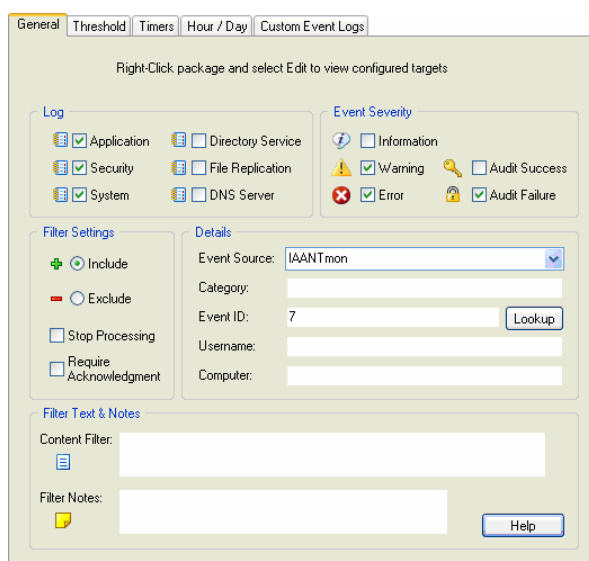 General Threshold Timers Hour / Day Custom Event Logs
Right-Click package and select Edit to view configured targets
Log
Application Directory Service
Security File Replication
System DNS Server
Event Severity
Information
Warning Audit Success
Error Audit Failure
Filter Settings
Include
Exclude
Stop Processing
Require
Acknowledgment
Details
Event Source: IAANTmon
Category:
Event ID: 7 Lookup
Username:
Computer:
Filter Text & Notes
Content Filter:
Filter Notes:
Help